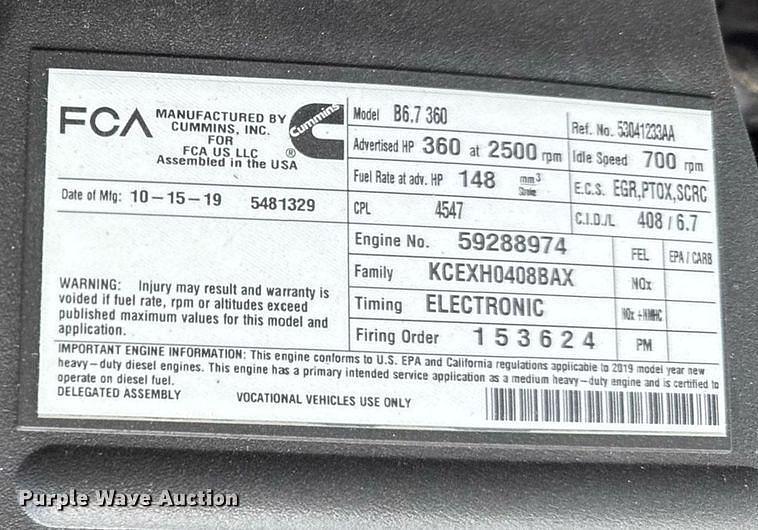 FCA
MANUFACTURED BY
CUMMINS, INC.
FOR
FCA US LLC
Assembled in the USA
Cummins
®
Date of Mfg: 10-15-19 5481329
WARNING: Injury may result and warranty is
voided if fuel rate, rpm or altitudes exceed
published maximum values for this model and
application.
Model B6.7 360
Ref. No. 53041233AA
Advertised HP 360 at 2500 rpm
Idle Speed 700 rpm
Fuel Rate at adv. HP 148 mm³ Stroke
E.C.S. EGR,PTOX,SCRC
CPL 4547
C.I.D./L 408 / 6.7
Engine No. 59288974
FEL EPA / CARB
Family KCEXH0408BAX
NOx
Timing ELECTRONIC
NOx +NMHC
Firing Order 1 5 3 6 2 4
PM
IMPORTANT ENGINE INFORMATION: This engine conforms to U.S. EPA and California regulations applicable to 2019 model year new
heavy-duty diesel engines. This engine has a primary intended service application as a medium heavy-duty engine and is certified to
operate on diesel fuel.
DELEGATED ASSEMBLY VOCATIONAL VEHICLES USE ONLY
Purple Wave Auction